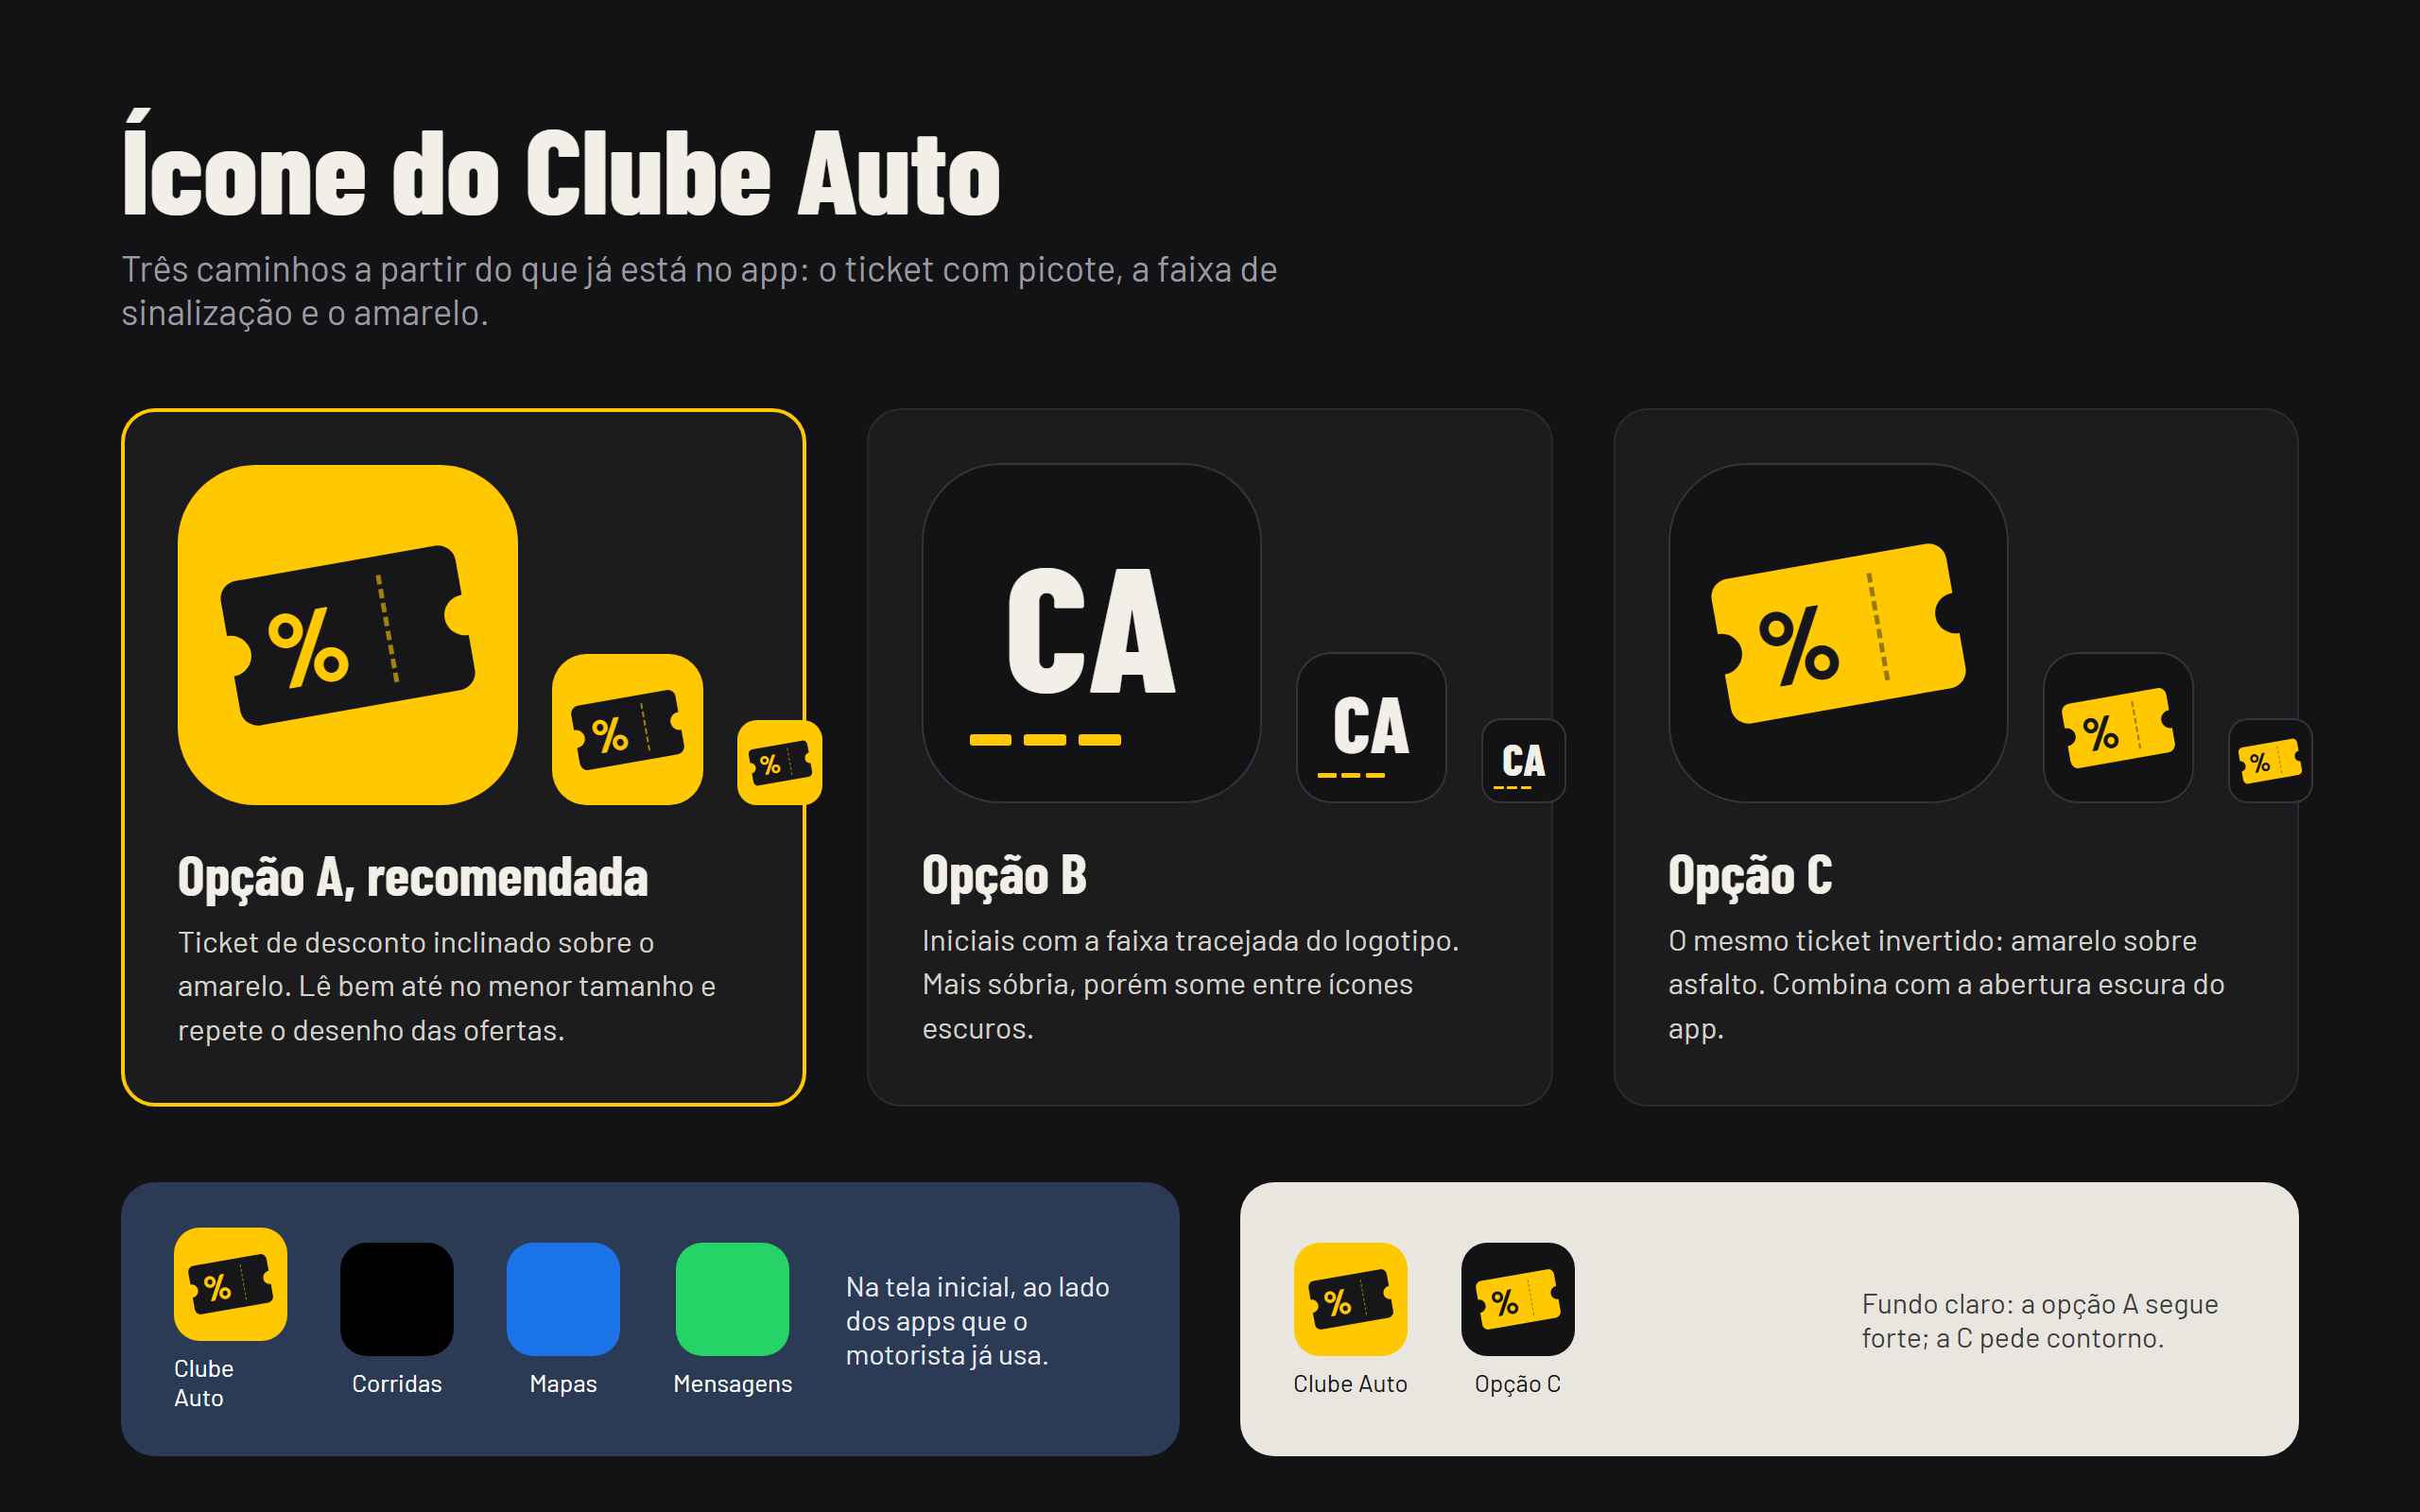 Ícone do Clube Auto
Três caminhos a partir do que já está no app: o ticket com picote, a faixa de
sinalização e o amarelo.
%
%
%
Opção A, recomendada
Ticket de desconto inclinado sobre o
amarelo. Lê bem até no menor tamanho e
repete o desenho das ofertas.
CA
CA
CA
Opção B
Iniciais com a faixa tracejada do logotipo.
Mais sóbria, porém some entre ícones
escuros.
%
%
%
Opção C
O mesmo ticket invertido: amarelo sobre
asfalto. Combina com a abertura escura do
app.
%
Clube
Auto
Corridas
Mapas
Mensagens
Na tela inicial, ao lado
dos apps que o
motorista já usa.
%
Clube Auto
%
Opção C
Fundo claro: a opção A segue
forte; a C pede contorno.